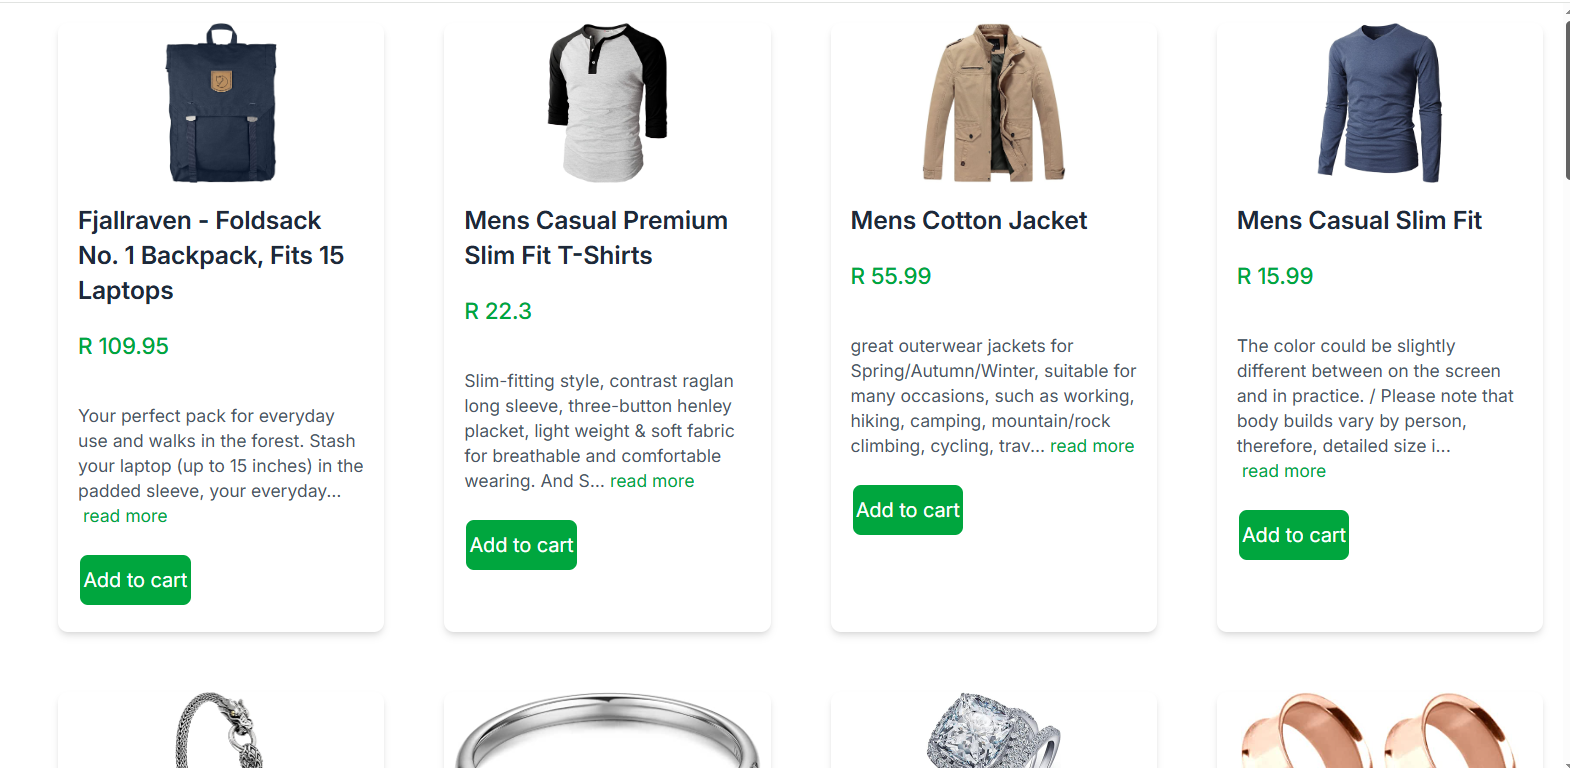 Fjallraven - Foldsack
No. 1 Backpack, Fits 15
Laptops
R 109.95
Your perfect pack for everyday
use and walks in the forest. Stash
your laptop (up to 15 inches) in the
padded sleeve, your everyday...
read more
Add to cart
Mens Casual Premium
Slim Fit T-Shirts
R 22.3
Slim-fitting style, contrast raglan
long sleeve, three-button henley
placket, light weight & soft fabric
for breathable and comfortable
wearing. And S... read more
Add to cart
Mens Cotton Jacket
R 55.99
great outerwear jackets for
Spring/Autumn/Winter, suitable for
many occasions, such as working,
hiking, camping, mountain/rock
climbing, cycling, trav... read more
Add to cart
Mens Casual Slim Fit
R 15.99
The color could be slightly
different between on the screen
and in practice. / Please note that
body builds vary by person,
therefore, detailed size i...
read more
Add to cart